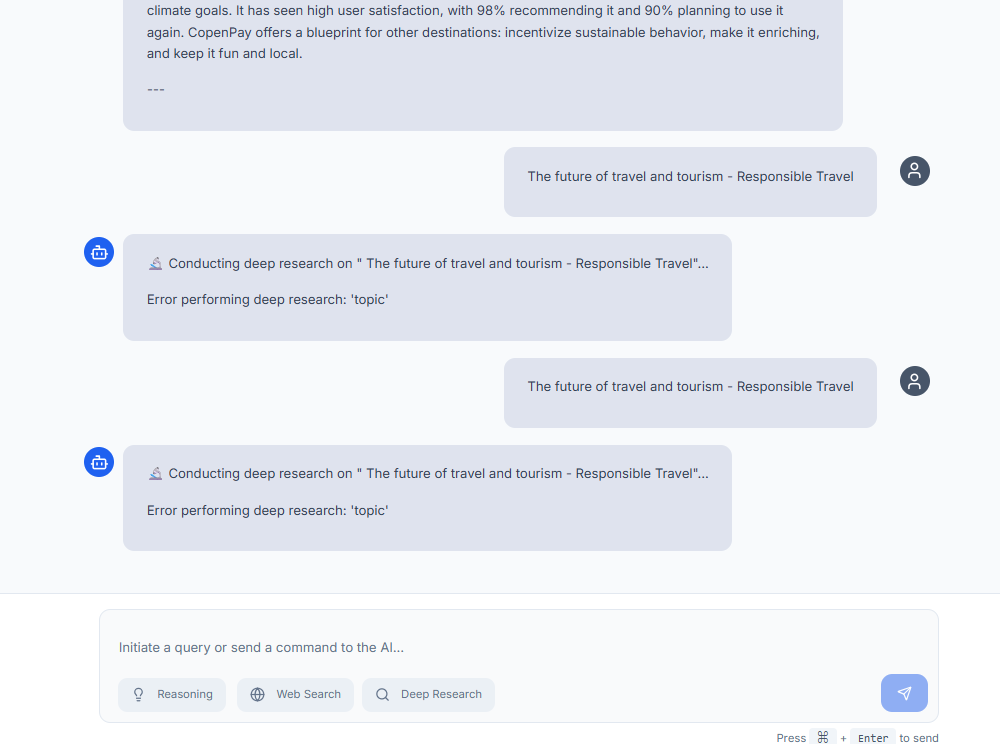 climate goals. It has seen high user satisfaction, with 98% recommending it and 90% planning to use it
again. CopenPay offers a blueprint for other destinations: incentivize sustainable behavior, make it enriching,
and keep it fun and local.
---
The future of travel and tourism - Responsible Travel
🔬 Conducting deep research on " The future of travel and tourism - Responsible Travel"...
Error performing deep research: 'topic'
The future of travel and tourism - Responsible Travel
🔬 Conducting deep research on " The future of travel and tourism - Responsible Travel"...
Error performing deep research: 'topic'
Initiate a query or send a command to the AI...
Reasoning Web Search Deep Research
Press ⌘ + Enter to send